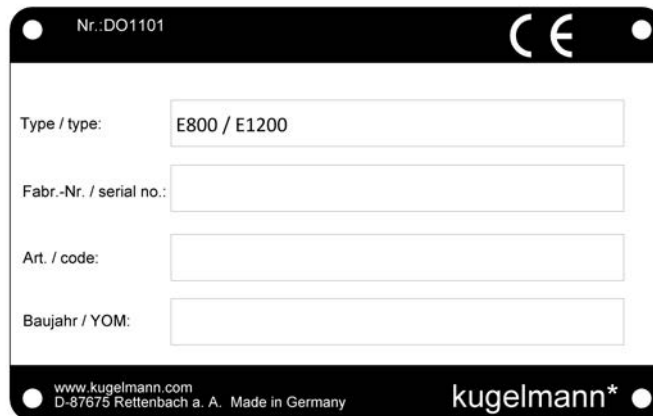 Nr.:DO1101
CE
Type / type:
E800 / E1200
Fabr.-Nr. / serial no.:
Art. / code:
Baujahr / YOM:
www.kugelmann.com
D-87675 Rettenbach a. A. Made in Germany
kugelmann*